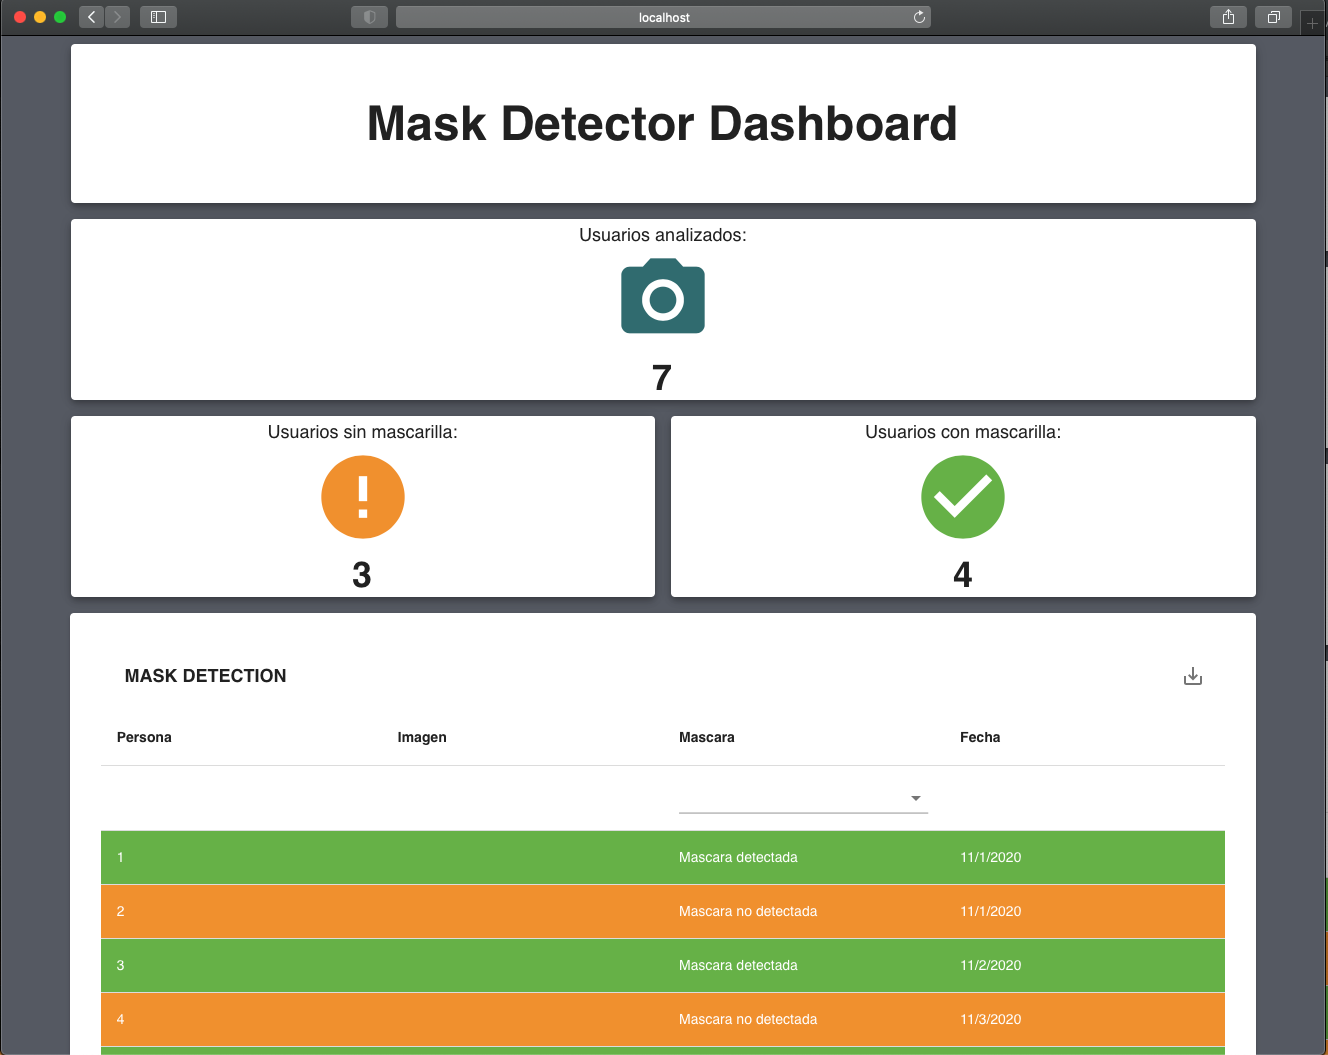 localhost
Mask Detector Dashboard
Usuarios analizados:
7
Usuarios sin mascarilla:
3
Usuarios con mascarilla:
4
MASK DETECTION
Persona Imagen Mascara Fecha
1 Mascara detectada 11/1/2020
2 Mascara no detectada 11/1/2020
3 Mascara detectada 11/2/2020
4 Mascara no detectada 11/3/2020